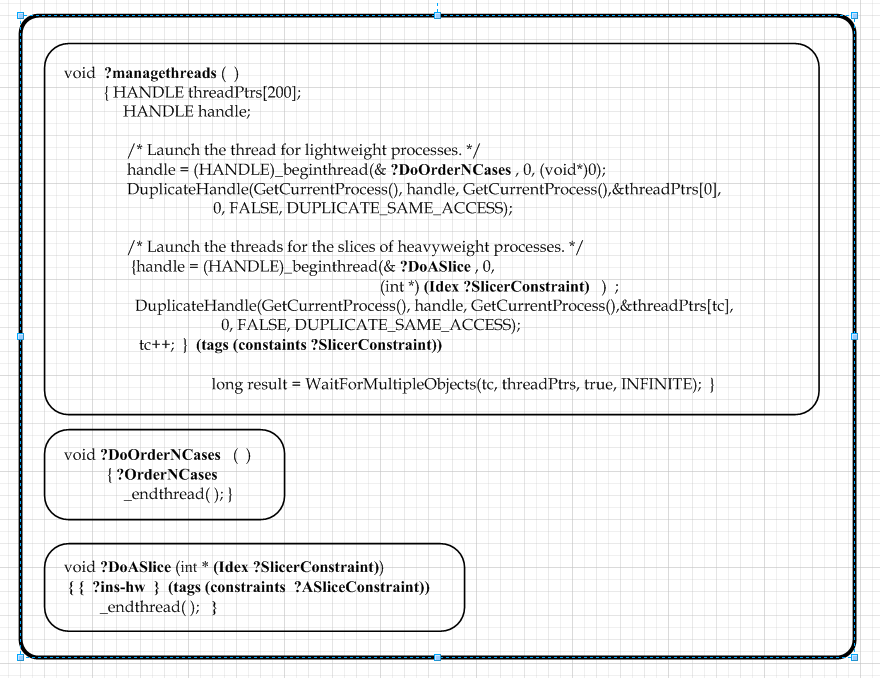 void ?managethreads ( )
{ HANDLE threadPtrs[200];
HANDLE handle;
/* Launch the thread for lightweight processes. */
handle = (HANDLE)_beginthread(& ?DoOrderNCases , 0, (void*)0);
DuplicateHandle(GetCurrentProcess(), handle, GetCurrentProcess(),&threadPtrs[0],
0, FALSE, DUPLICATE_SAME_ACCESS);
/* Launch the threads for the slices of heavyweight processes. */
{handle = (HANDLE)_beginthread(& ?DoASlice , 0,
(int *) (Idex ?SlicerConstraint) ) ;
DuplicateHandle(GetCurrentProcess(), handle, GetCurrentProcess(),&threadPtrs[tc],
0, FALSE, DUPLICATE_SAME_ACCESS);
tc++; } (tags (constaints ?SlicerConstraint))
long result = WaitForMultipleObjects(tc, threadPtrs, true, INFINITE); }
void ?DoOrderNCases ( )
{ ?OrderNCases
_endthread( ); }
void ?DoASlice (int * (Idex ?SlicerConstraint))
{ { ?ins-hw } (tags (constraints ?ASliceConstraint))
_endthread( ); }